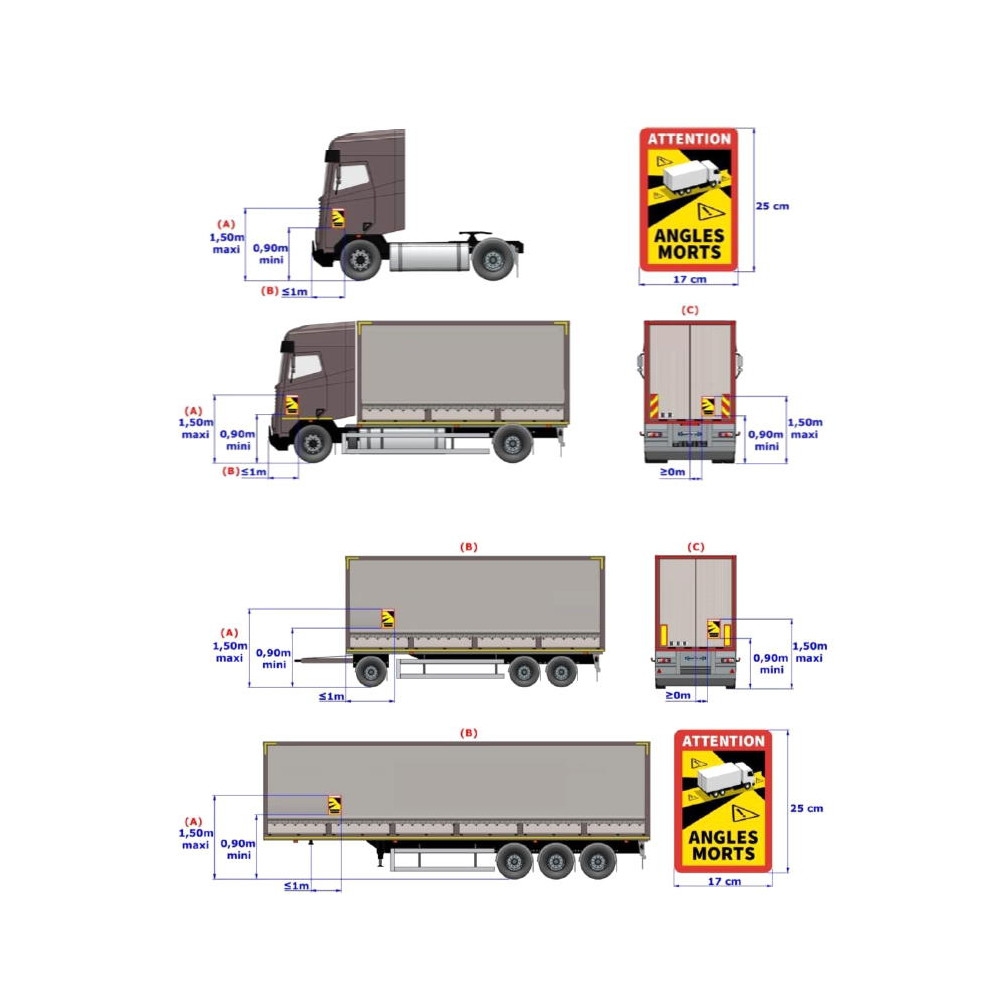 ATTENTION
ANGLES
MORTS
25 cm
17 cm
(A)
1,50m
maxi
0,90m
mini
(B) ≤1m
(C)
(A)
1,50m
maxi
0,90m
mini
(B) ≤1m
1,50m
maxi
0,90m
mini
≥0m
(B)
(C)
(A)
1,50m
maxi
0,90m
mini
≤1m
1,50m
maxi
0,90m
mini
≥0m
(B)
(A)
1,50m
maxi
0,90m
mini
≤1m
ATTENTION
ANGLES
MORTS
25 cm
17 cm